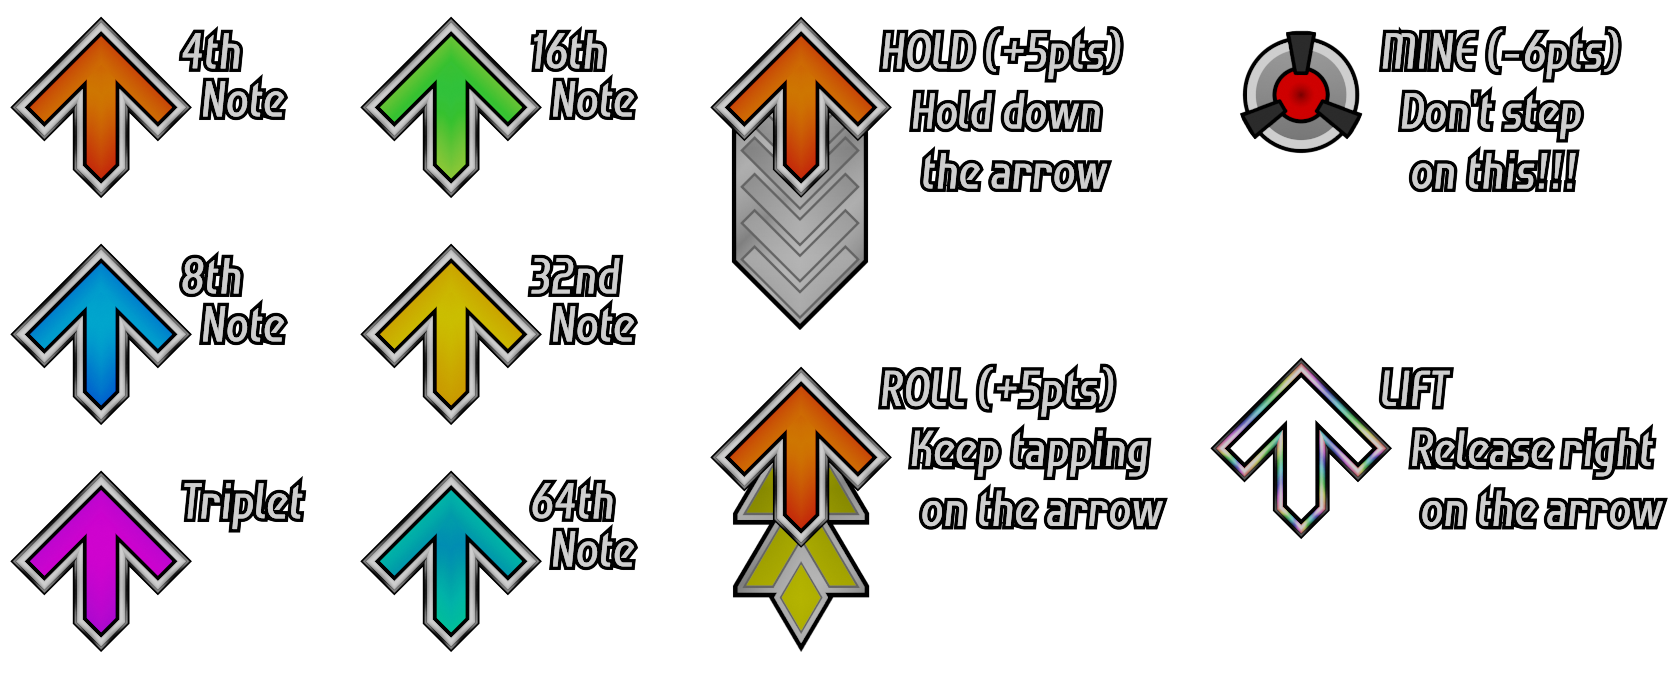 4th
Note
8th
Note
Triplet
16th
Note
32nd
Note
64th
Note
HOLD (+5pts)
Hold down
the arrow
ROLL (+5pts)
Keep tapping
on the arrow
MINE (-6pts)
Don't step
on this!!!
LIFT
Release right
on the arrow